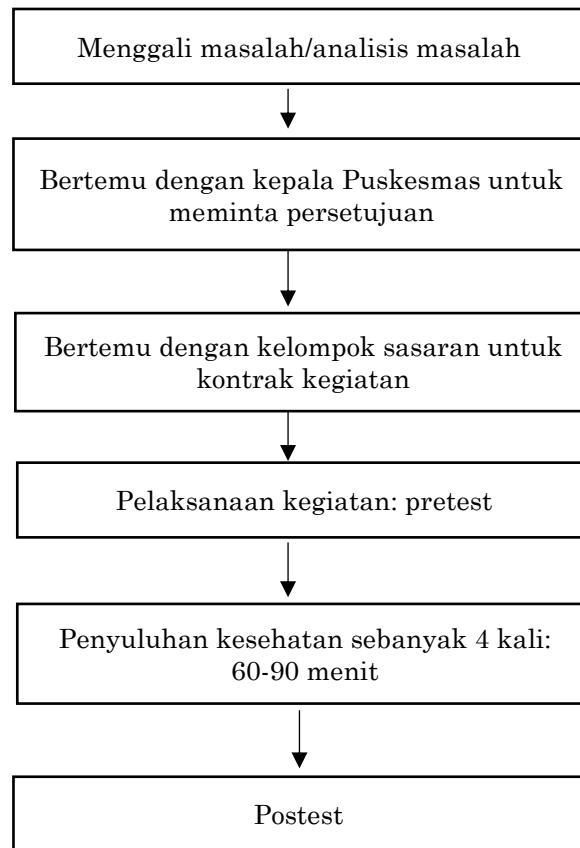 Menggali masalah/analisis masalah
Bertemu dengan kepala Puskesmas untuk
meminta persetujuan
Bertemu dengan kelompok sasaran untuk
kontrak kegiatan
Pelaksanaan kegiatan: pretest
Penyuluhan kesehatan sebanyak 4 kali:
60-90 menit
Postest